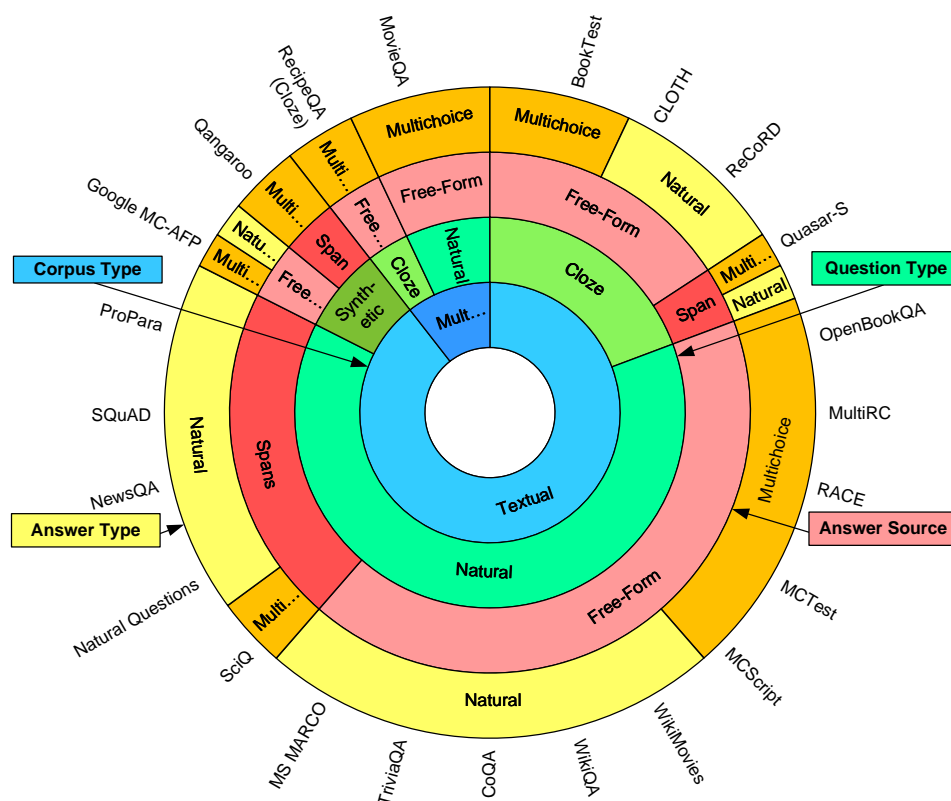 MovieQA
BookTest
RecipeQA
(Cloze)
CLOTH
Qangaroo
ReCoRD
Google MC-AFP
Quasar-S
Multichoice
Multichoice
Multi...
Natural
Multi...
Natu...
Multi...
Multi...
Natural
Free-Form
Free-Form
Free...
Span
Free...
Span
Natural
Cloze
Cloze
Synth-
etic
Mult...
Corpus Type
Question Type
ProPara
OpenBookQA
SQuAD
MultiRC
Natural
Spans
Multichoice
NewsQA
RACE
Answer Type
Answer Source
Textual
Natural
Free-Form
Natural Questions
MCTest
Multi...
SciQ
MCScript
Natural
MS MARCO
TriviaQA
CoQA
WikiQA
WikiMovies